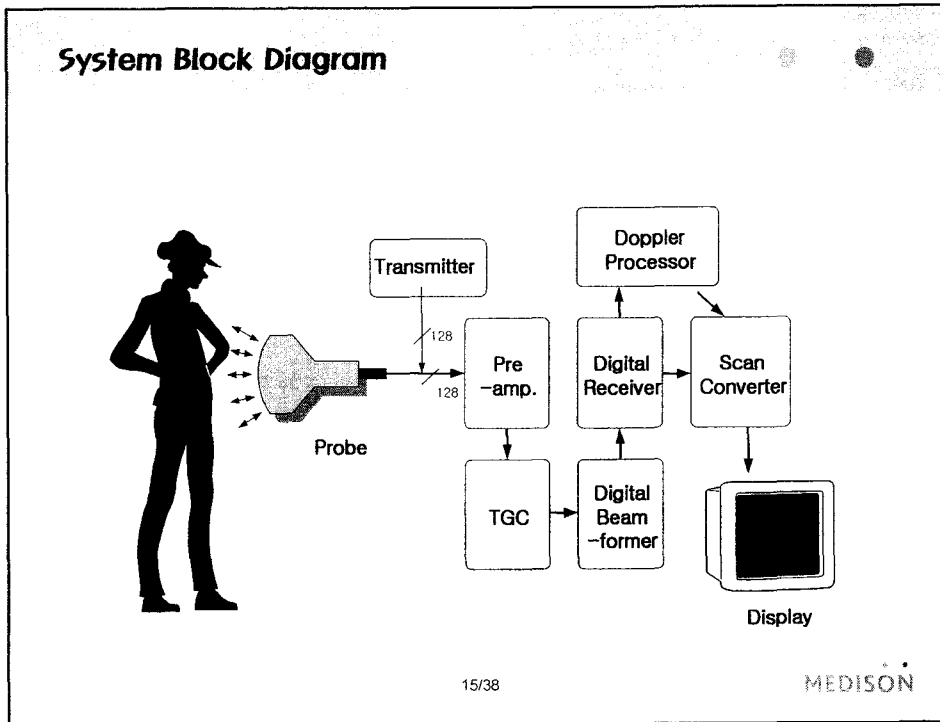 System Block Diagram
Doppler
Processor
Transmitter
128
128
Pre
-amp.
Digital
Receiver
Scan
Converter
Probe
TGC
Digital
Beam
-former
Display
15/38
MEDISON